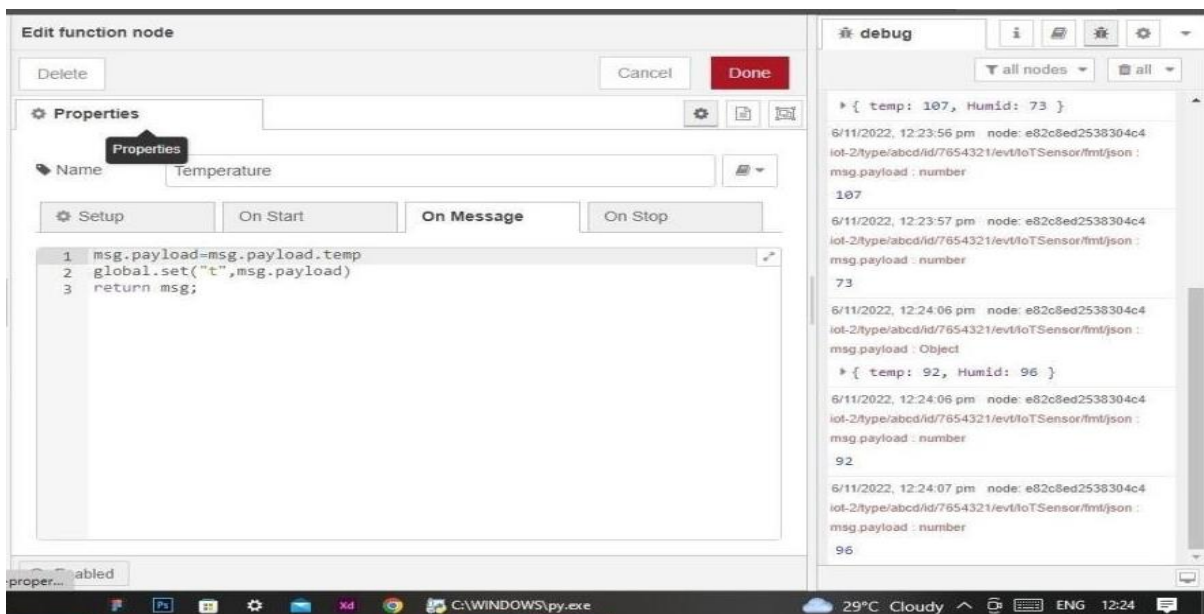 Edit function node
Delete
Cancel
Done
Properties
Properties
Name
Temperature
Setup
On Start
On Message
On Stop
1 msg.payload=msg.payload.temp
2 global.set("t",msg.payload)
3 return msg;
debug
i
all nodes
all
{ temp: 107, Humid: 73 }
6/11/2022, 12:23:56 pm node: e82c8ed2538304c4
iot-2/type/abcd/id/7654321/evt/IoTSensor/fmt/json :
msg.payload : number
107
6/11/2022, 12:23:57 pm node: e82c8ed2538304c4
iot-2/type/abcd/id/7654321/evt/IoTSensor/fmt/json :
msg.payload : number
73
6/11/2022, 12:24:06 pm node: e82c8ed2538304c4
iot-2/type/abcd/id/7654321/evt/IoTSensor/fmt/json :
msg.payload : Object
{ temp: 92, Humid: 96 }
6/11/2022, 12:24:06 pm node: e82c8ed2538304c4
iot-2/type/abcd/id/7654321/evt/IoTSensor/fmt/json :
msg.payload : number
92
6/11/2022, 12:24:07 pm node: e82c8ed2538304c4
iot-2/type/abcd/id/7654321/evt/IoTSensor/fmt/json :
msg.payload : number
96
abled
-proper...
Ps
Xd
C:\WINDOWS\py.exe
29°C Cloudy
ENG
12:24